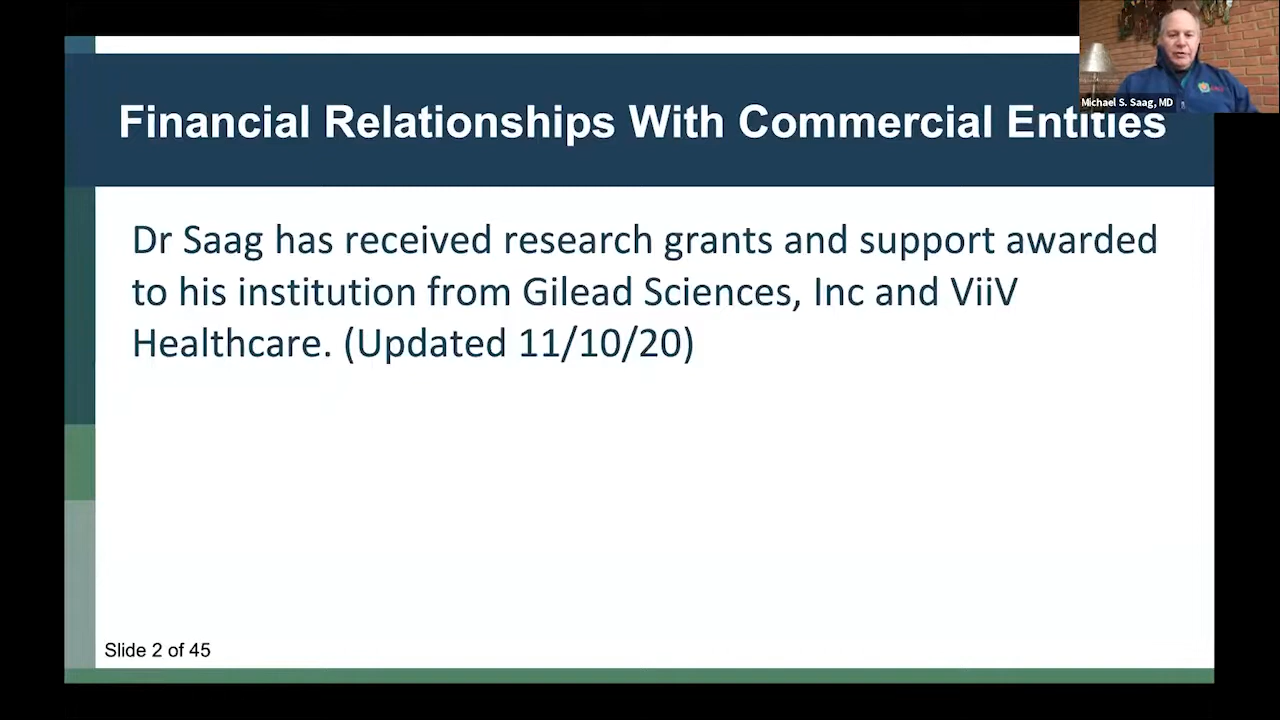 Michael S. Saag, MD
Financial Relationships With Commercial Entities
Dr Saag has received research grants and support awarded
to his institution from Gilead Sciences, Inc and ViiV
Healthcare. (Updated 11/10/20)
Slide 2 of 45